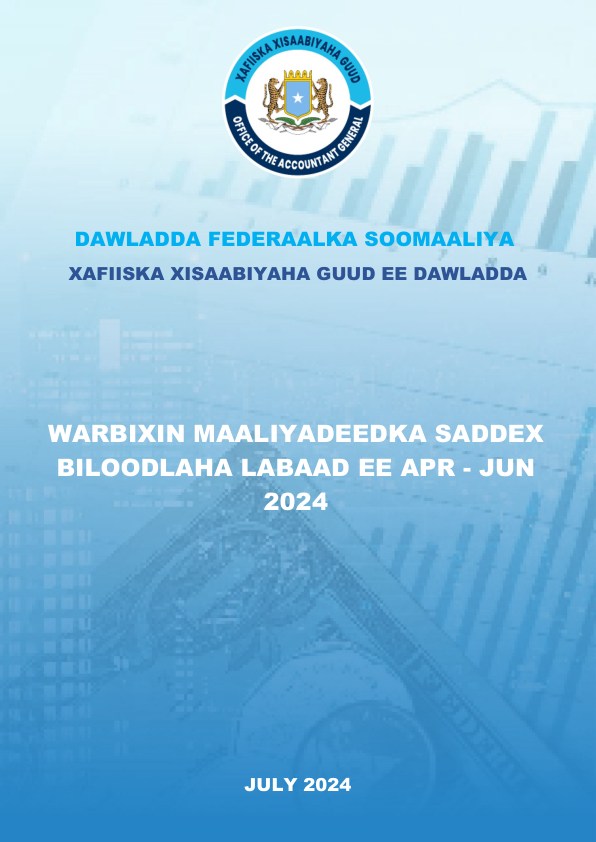 XAFIISKA XISAABIYAHA GUUD
OFFICE OF THE ACCOUNTANT GENERAL
DAWLADDA FEDERAALKA SOOMAALIYA
XAFIISKA XISAABIYAHA GUUD EE DAWLADDA
WARBIXIN MAALIYADEEDKA SADDEX
BILOODLAHA LABAAD EE APR - JUN
2024
JULY 2024